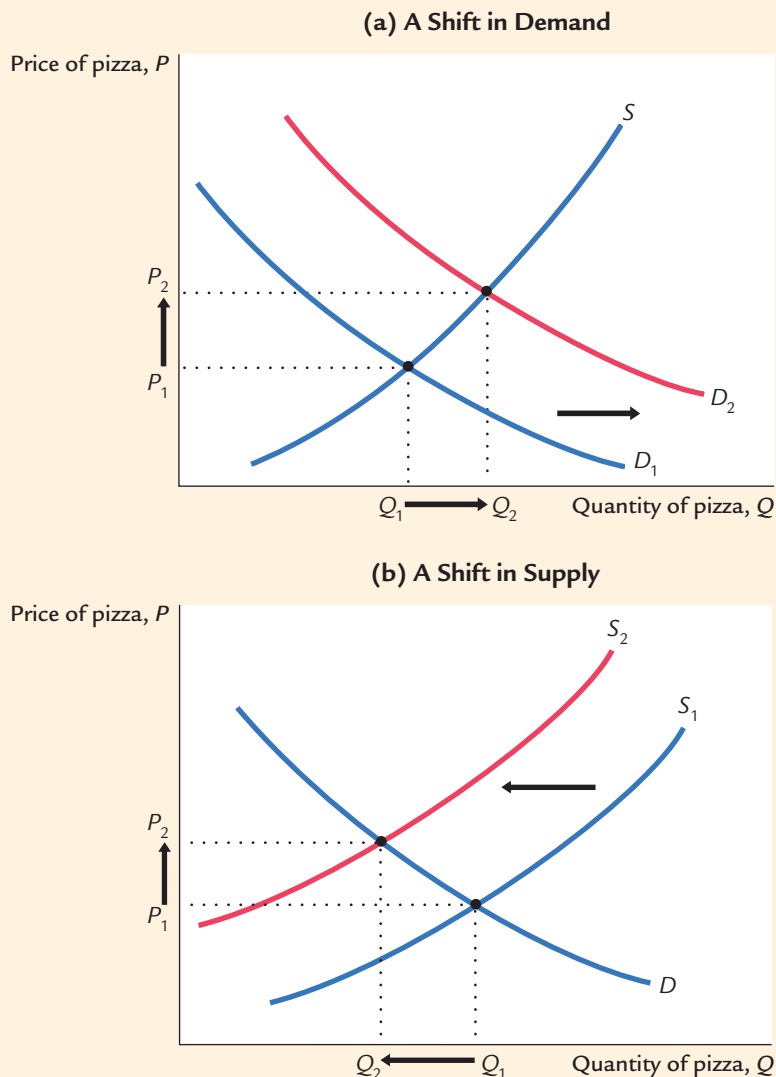 (a) A Shift in Demand
Price of pizza, P
S
P2
P1
D2
D1
Q1
Q2
Quantity of pizza, Q
(b) A Shift in Supply
Price of pizza, P
S2
S1
P2
P1
D
Q2
Q1
Quantity of pizza, Q